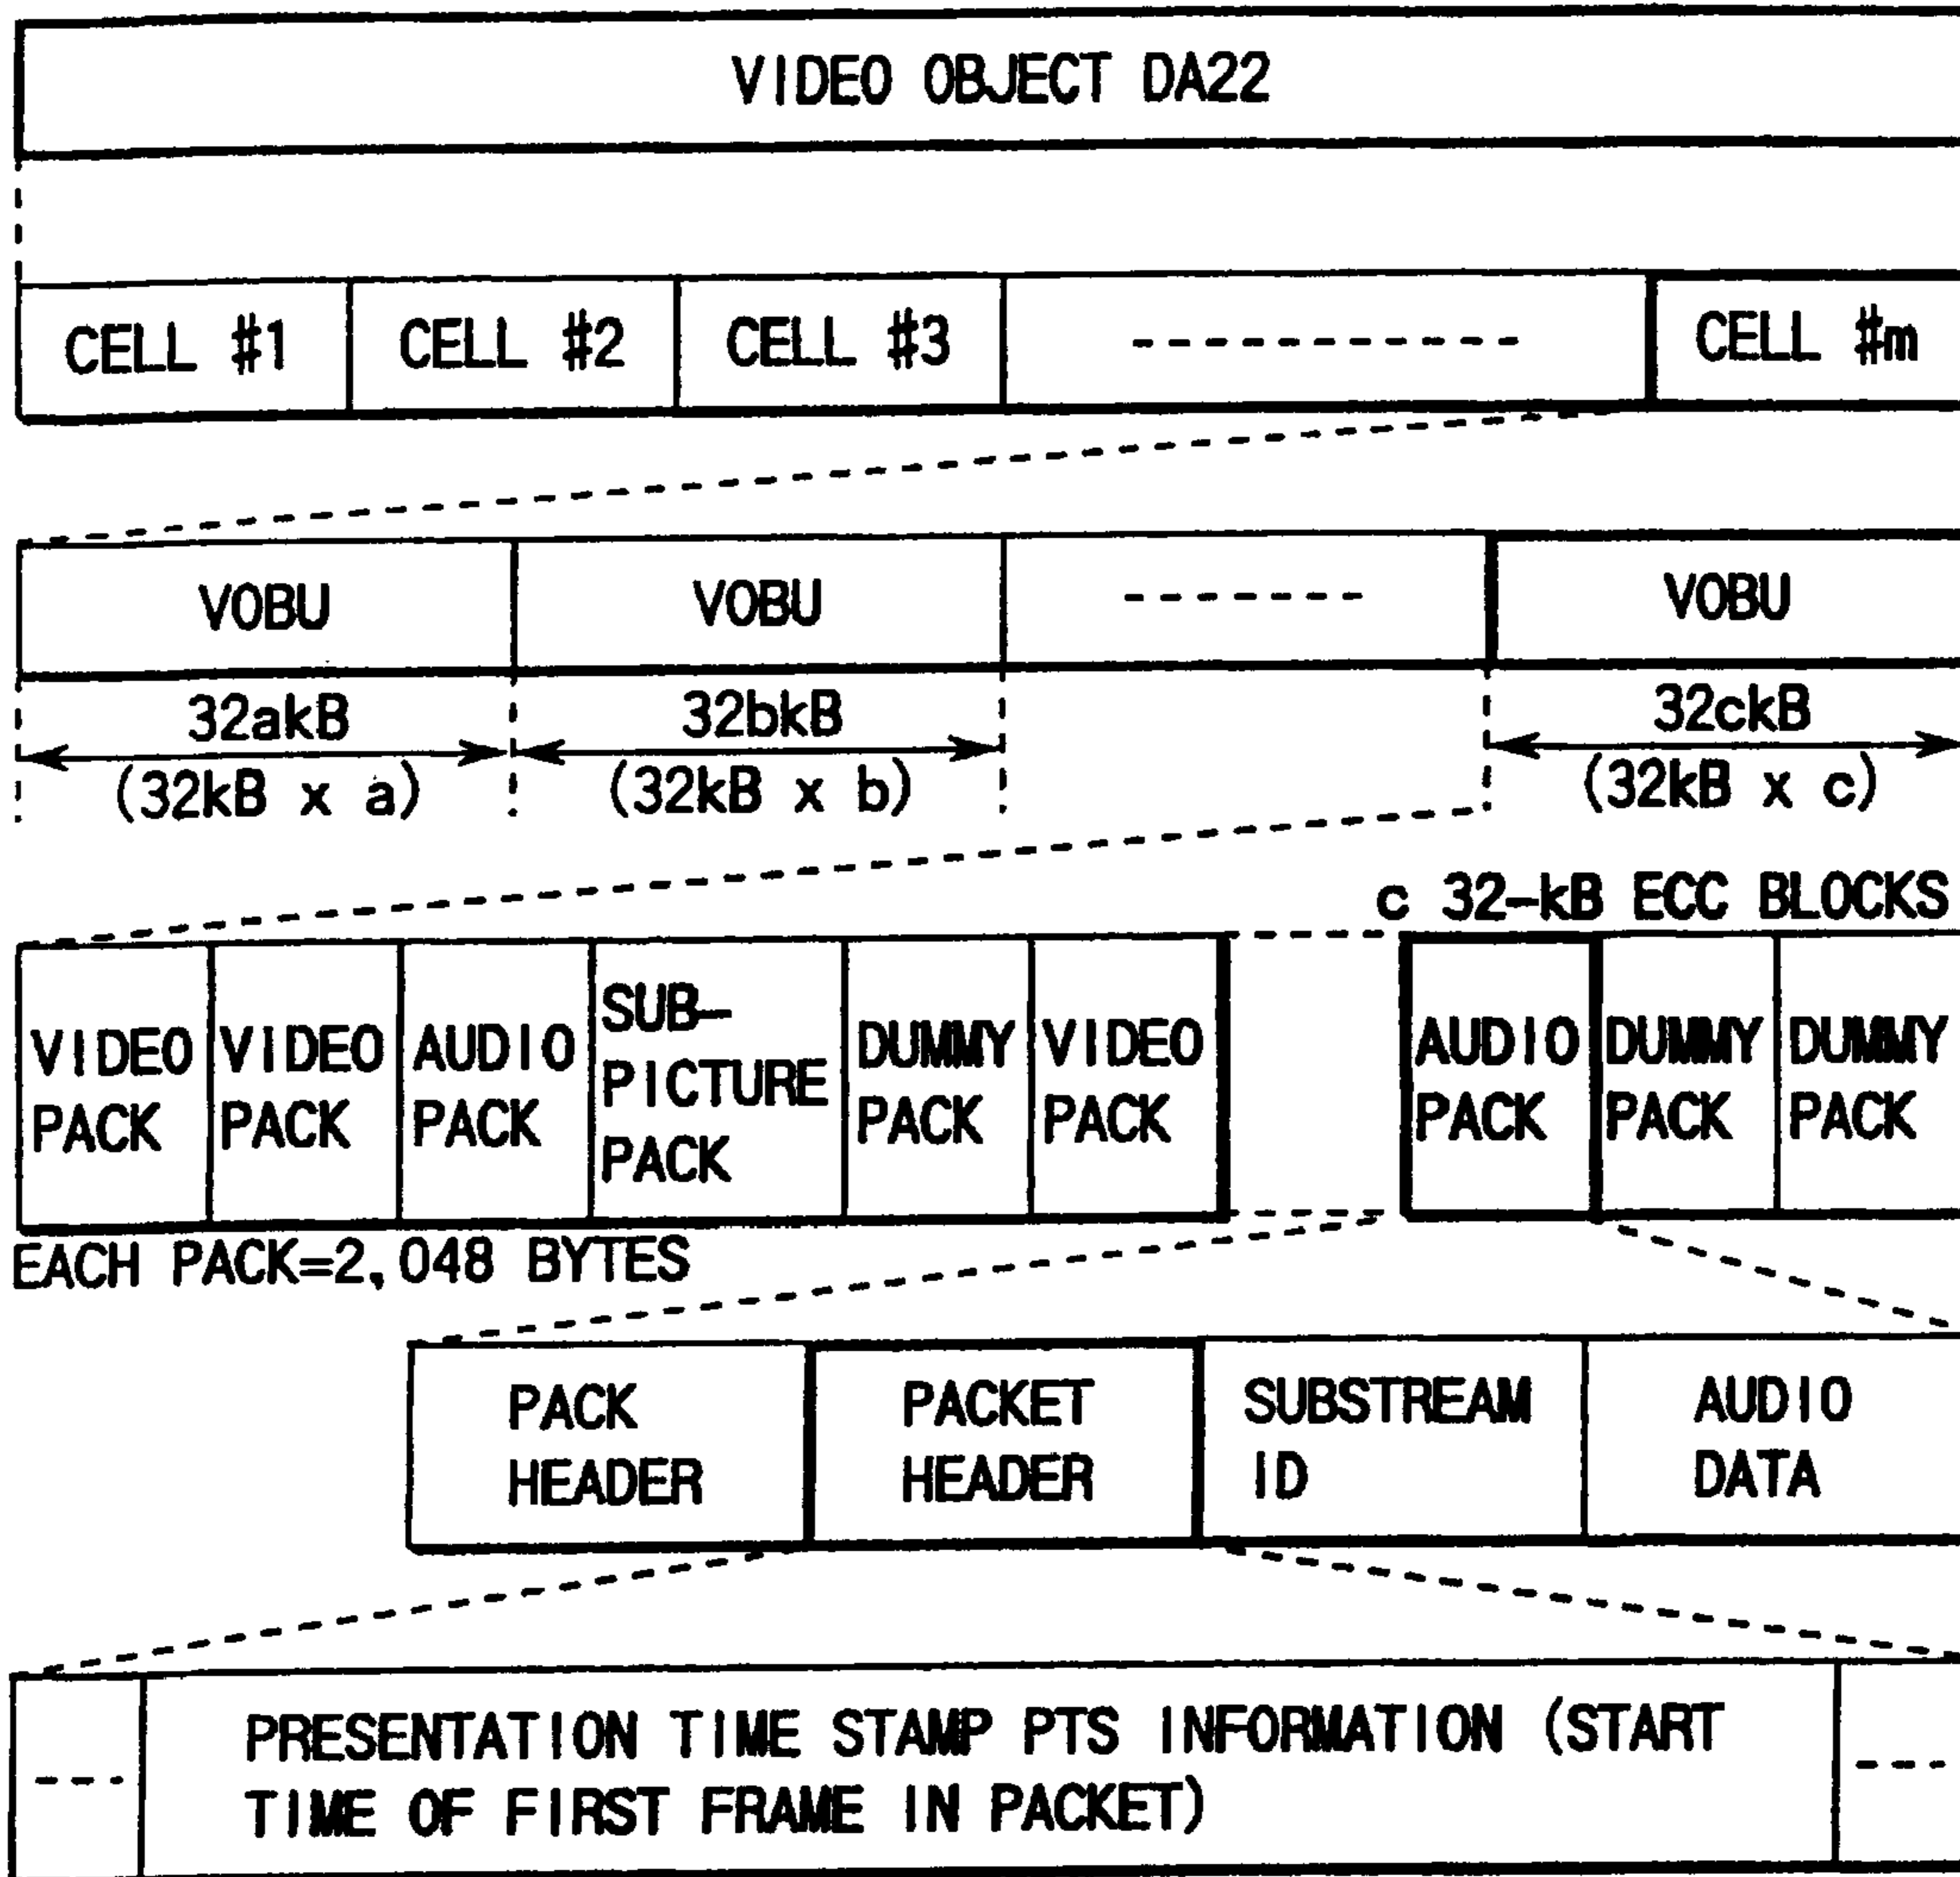 VIDEO OBJECT DA22
CELL #1
CELL #2
CELL #3
CELL #m
VOBU
VOBU
VOBU
32akB
(32kB x a)
32bkB
(32kB x b)
32ckB
(32kB x c)
c 32-kB ECC BLOCKS
VIDEO
PACK
VIDEO
PACK
AUDIO
PACK
SUB-
PICTURE
PACK
DUMMY
PACK
VIDEO
PACK
AUDIO
PACK
DUMMY
PACK
DUMMY
PACK
EACH PACK=2,048 BYTES
PACK
HEADER
PACKET
HEADER
SUBSTREAM
ID
AUDIO
DATA
PRESENTATION TIME STAMP PTS INFORMATION (START
TIME OF FIRST FRAME IN PACKET)